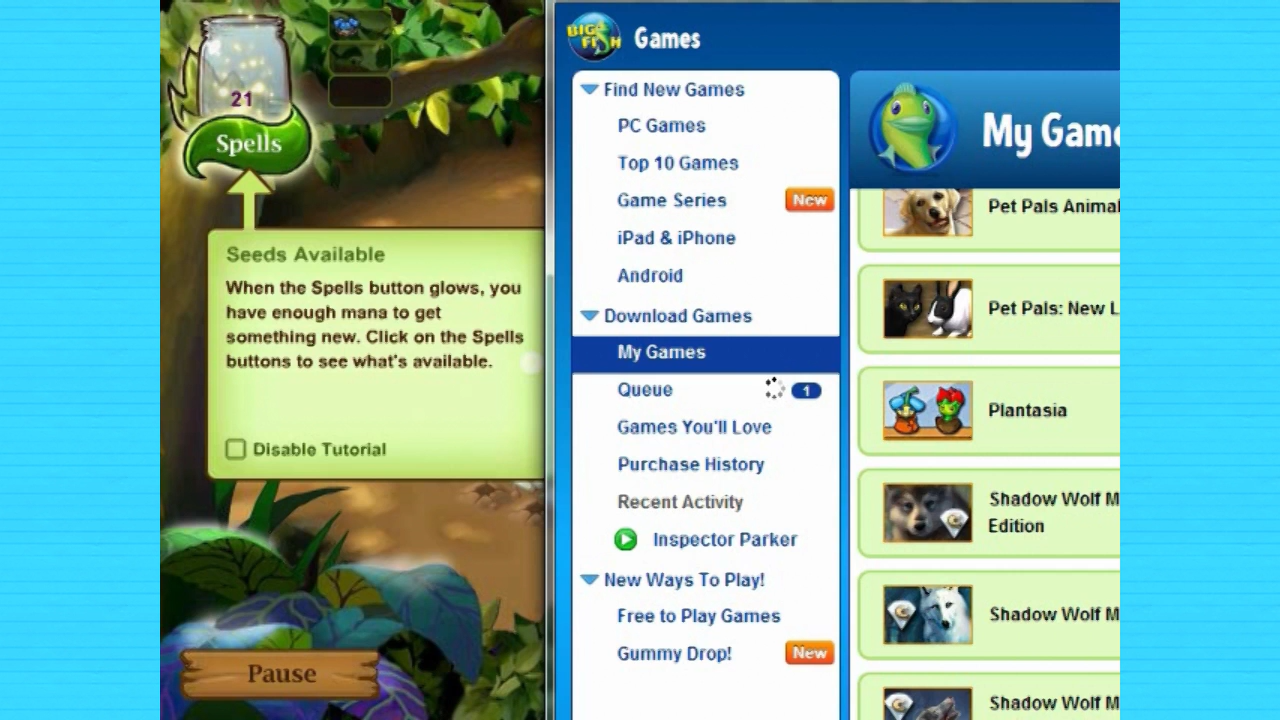 21
Spells
Seeds Available
When the Spells button glows, you
have enough mana to get
something new. Click on the Spells
buttons to see what's available.
Disable Tutorial
Pause
BIG FISH
Games
Find New Games
PC Games
Top 10 Games
Game Series New
iPad & iPhone
Android
Download Games
My Games
Queue 1
Games You'll Love
Purchase History
Recent Activity
Inspector Parker
New Ways To Play!
Free to Play Games
Gummy Drop! New
My Game
Pet Pals Animal
Pet Pals: New L
Plantasia
Shadow Wolf M
Edition
Shadow Wolf M
Shadow Wolf M